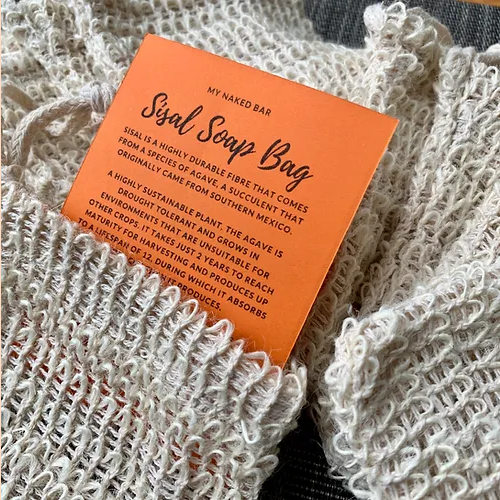 MY NAKED BAR
Sisal Soap Bag
SISAL IS A HIGHLY DURABLE FIBRE THAT COMES
FROM A SPECIES OF AGAVE, A SUCCULENT THAT
ORIGINALLY CAME FROM SOUTHERN MEXICO.
A HIGHLY SUSTAINABLE PLANT. THE AGAVE IS
DROUGHT TOLERANT AND GROWS IN
ENVIRONMENTS THAT ARE UNSUITABLE FOR
OTHER CROPS. IT TAKES JUST 2 YEARS TO REACH
MATURITY FOR HARVESTING AND PRODUCES UP
TO A LIFESPAN OF 12. DURING WHICH IT ABSORBS
PRODUCES.